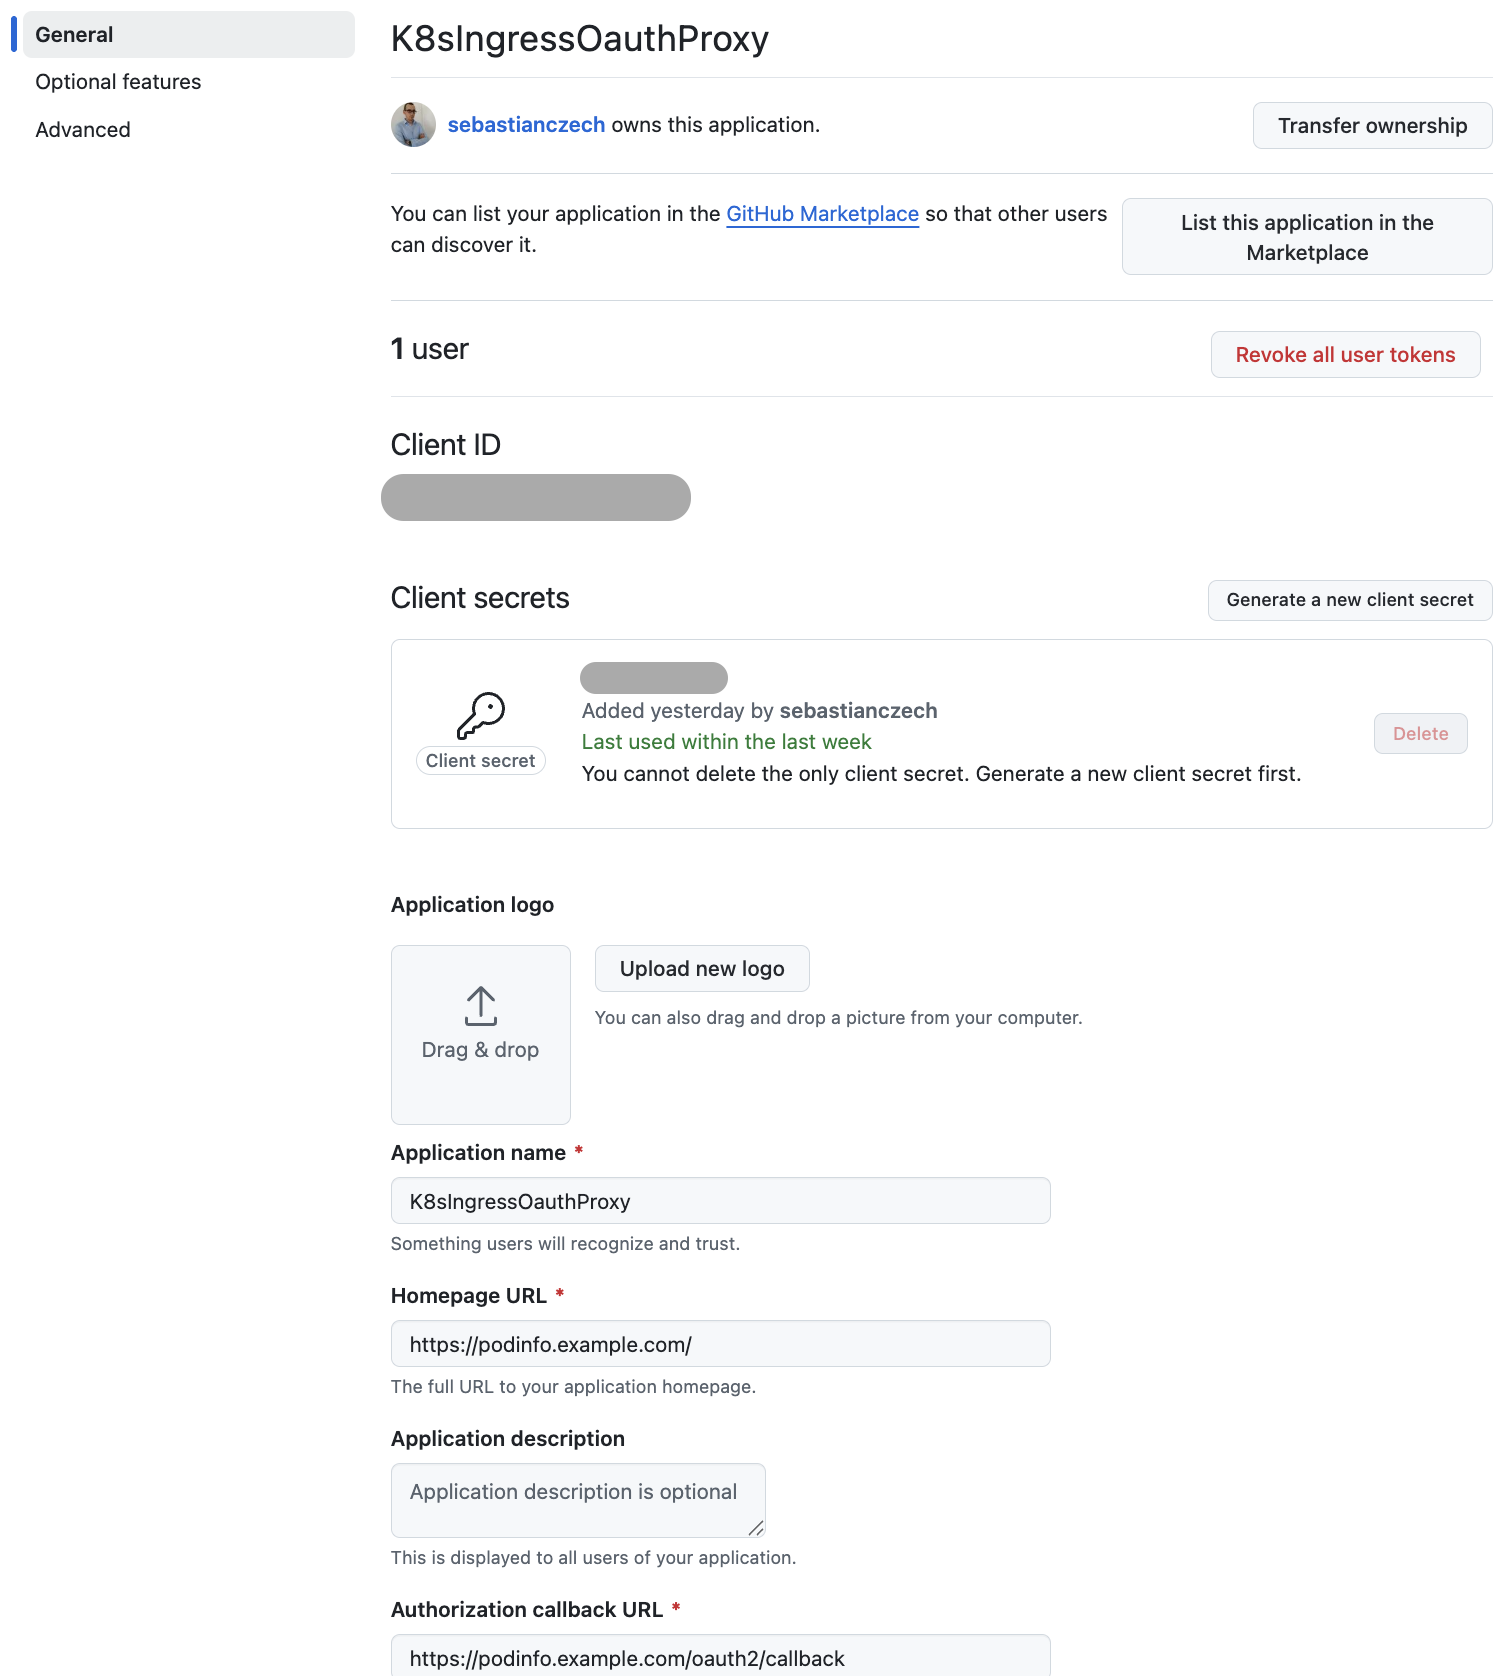 General
Optional features
Advanced
K8sIngressOauthProxy
sebastianczech owns this application.
Transfer ownership
You can list your application in the GitHub Marketplace so that other users
can discover it.
List this application in the
Marketplace
1 user
Revoke all user tokens
Client ID
Client secrets
Generate a new client secret
Client secret
Added yesterday by sebastianczech
Last used within the last week
You cannot delete the only client secret. Generate a new client secret first.
Delete
Application logo
Drag & drop
Upload new logo
You can also drag and drop a picture from your computer.
Application name *
K8sIngressOauthProxy
Something users will recognize and trust.
Homepage URL *
https://podinfo.example.com/
The full URL to your application homepage.
Application description
Application description is optional
This is displayed to all users of your application.
Authorization callback URL *
https://podinfo.example.com/oauth2/callback